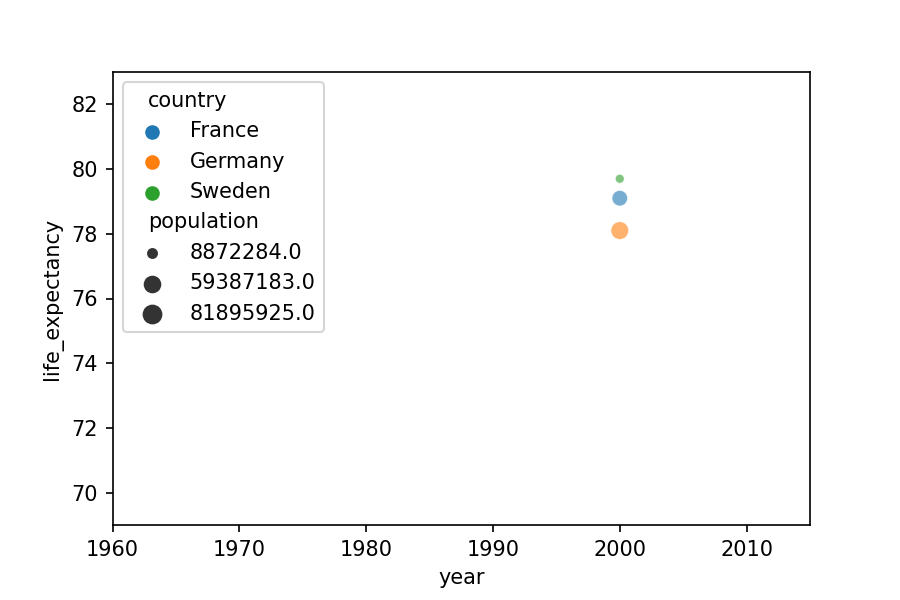 country
France
Germany
Sweden
population
8872284.0
59387183.0
81895925.0
82
80
78
76
74
72
70
life_expectancy
1960 1970 1980 1990 2000 2010
year